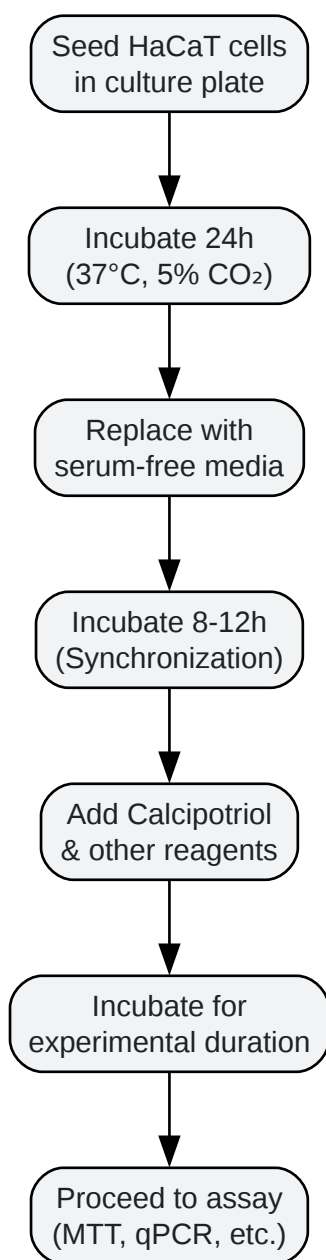 Seed HaCaT cells
in culture plate
Incubate 24h
(37°C, 5% CO₂)
Replace with
serum-free media
Incubate 8-12h
(Synchronization)
Add Calcipotriol
& other reagents
Incubate for
experimental duration
Proceed to assay
(MTT, qPCR, etc.)